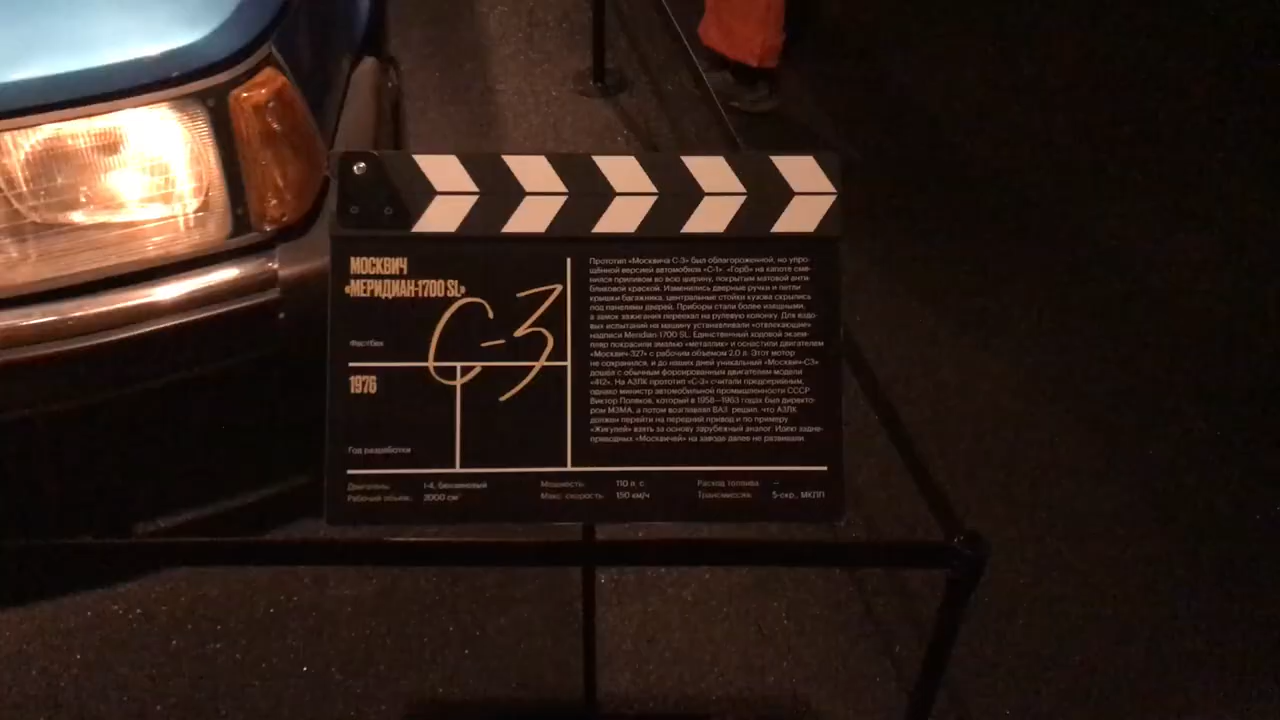 МОСКВИЧ
«МЕРИДИАН-1700 SL»
С-3
Фастбек
1976
Год разработки
Прототип «Москвича С-3» был облагороженной, но упро-
щённой версией автомобиля «С-1». «Горб» на капоте сме-
нился приливом во всю ширину, покрытым матовой анти-
бликовой краской. Изменились дверные ручки и петли
крышки багажника, центральные стойки кузова скрылись
под панелями дверей. Приборы стали более изящными,
а замок зажигания переехал на рулевую колонку. Для ходо-
вых испытаний на машину устанавливали «отвлекающие»
надписи Meridian 1700 SL. Единственный ходовой экзем-
пляр покрасили эмалью «металлик» и оснастили двигателем
«Москвич-327» с рабочим объемом 2,0 л. Этот мотор
не сохранился, и до наших дней уникальный «Москвич-С3»
дошёл с обычным форсированным двигателем модели
«412». На АЗЛК прототип «С-3» считали предсерийным,
однако министр автомобильной промышленности СССР
Виктор Поляков, который в 1958—1963 годах был директо-
ром МЗМА, а потом возглавлял ВАЗ, решил, что АЗЛК
должен перейти на передний привод и по примеру
«Жигулей» взять за основу зарубежный аналог. Идею задне-
приводных «Москвичей» на заводе далее не развивали.
Двигатель: I-4, бензиновый
Рабочий объем: 2000 см³
Мощность: 110 л. с.
Макс. скорость: 150 км/ч
Расход топлива: –
Трансмиссия: 5-скр., МКПП